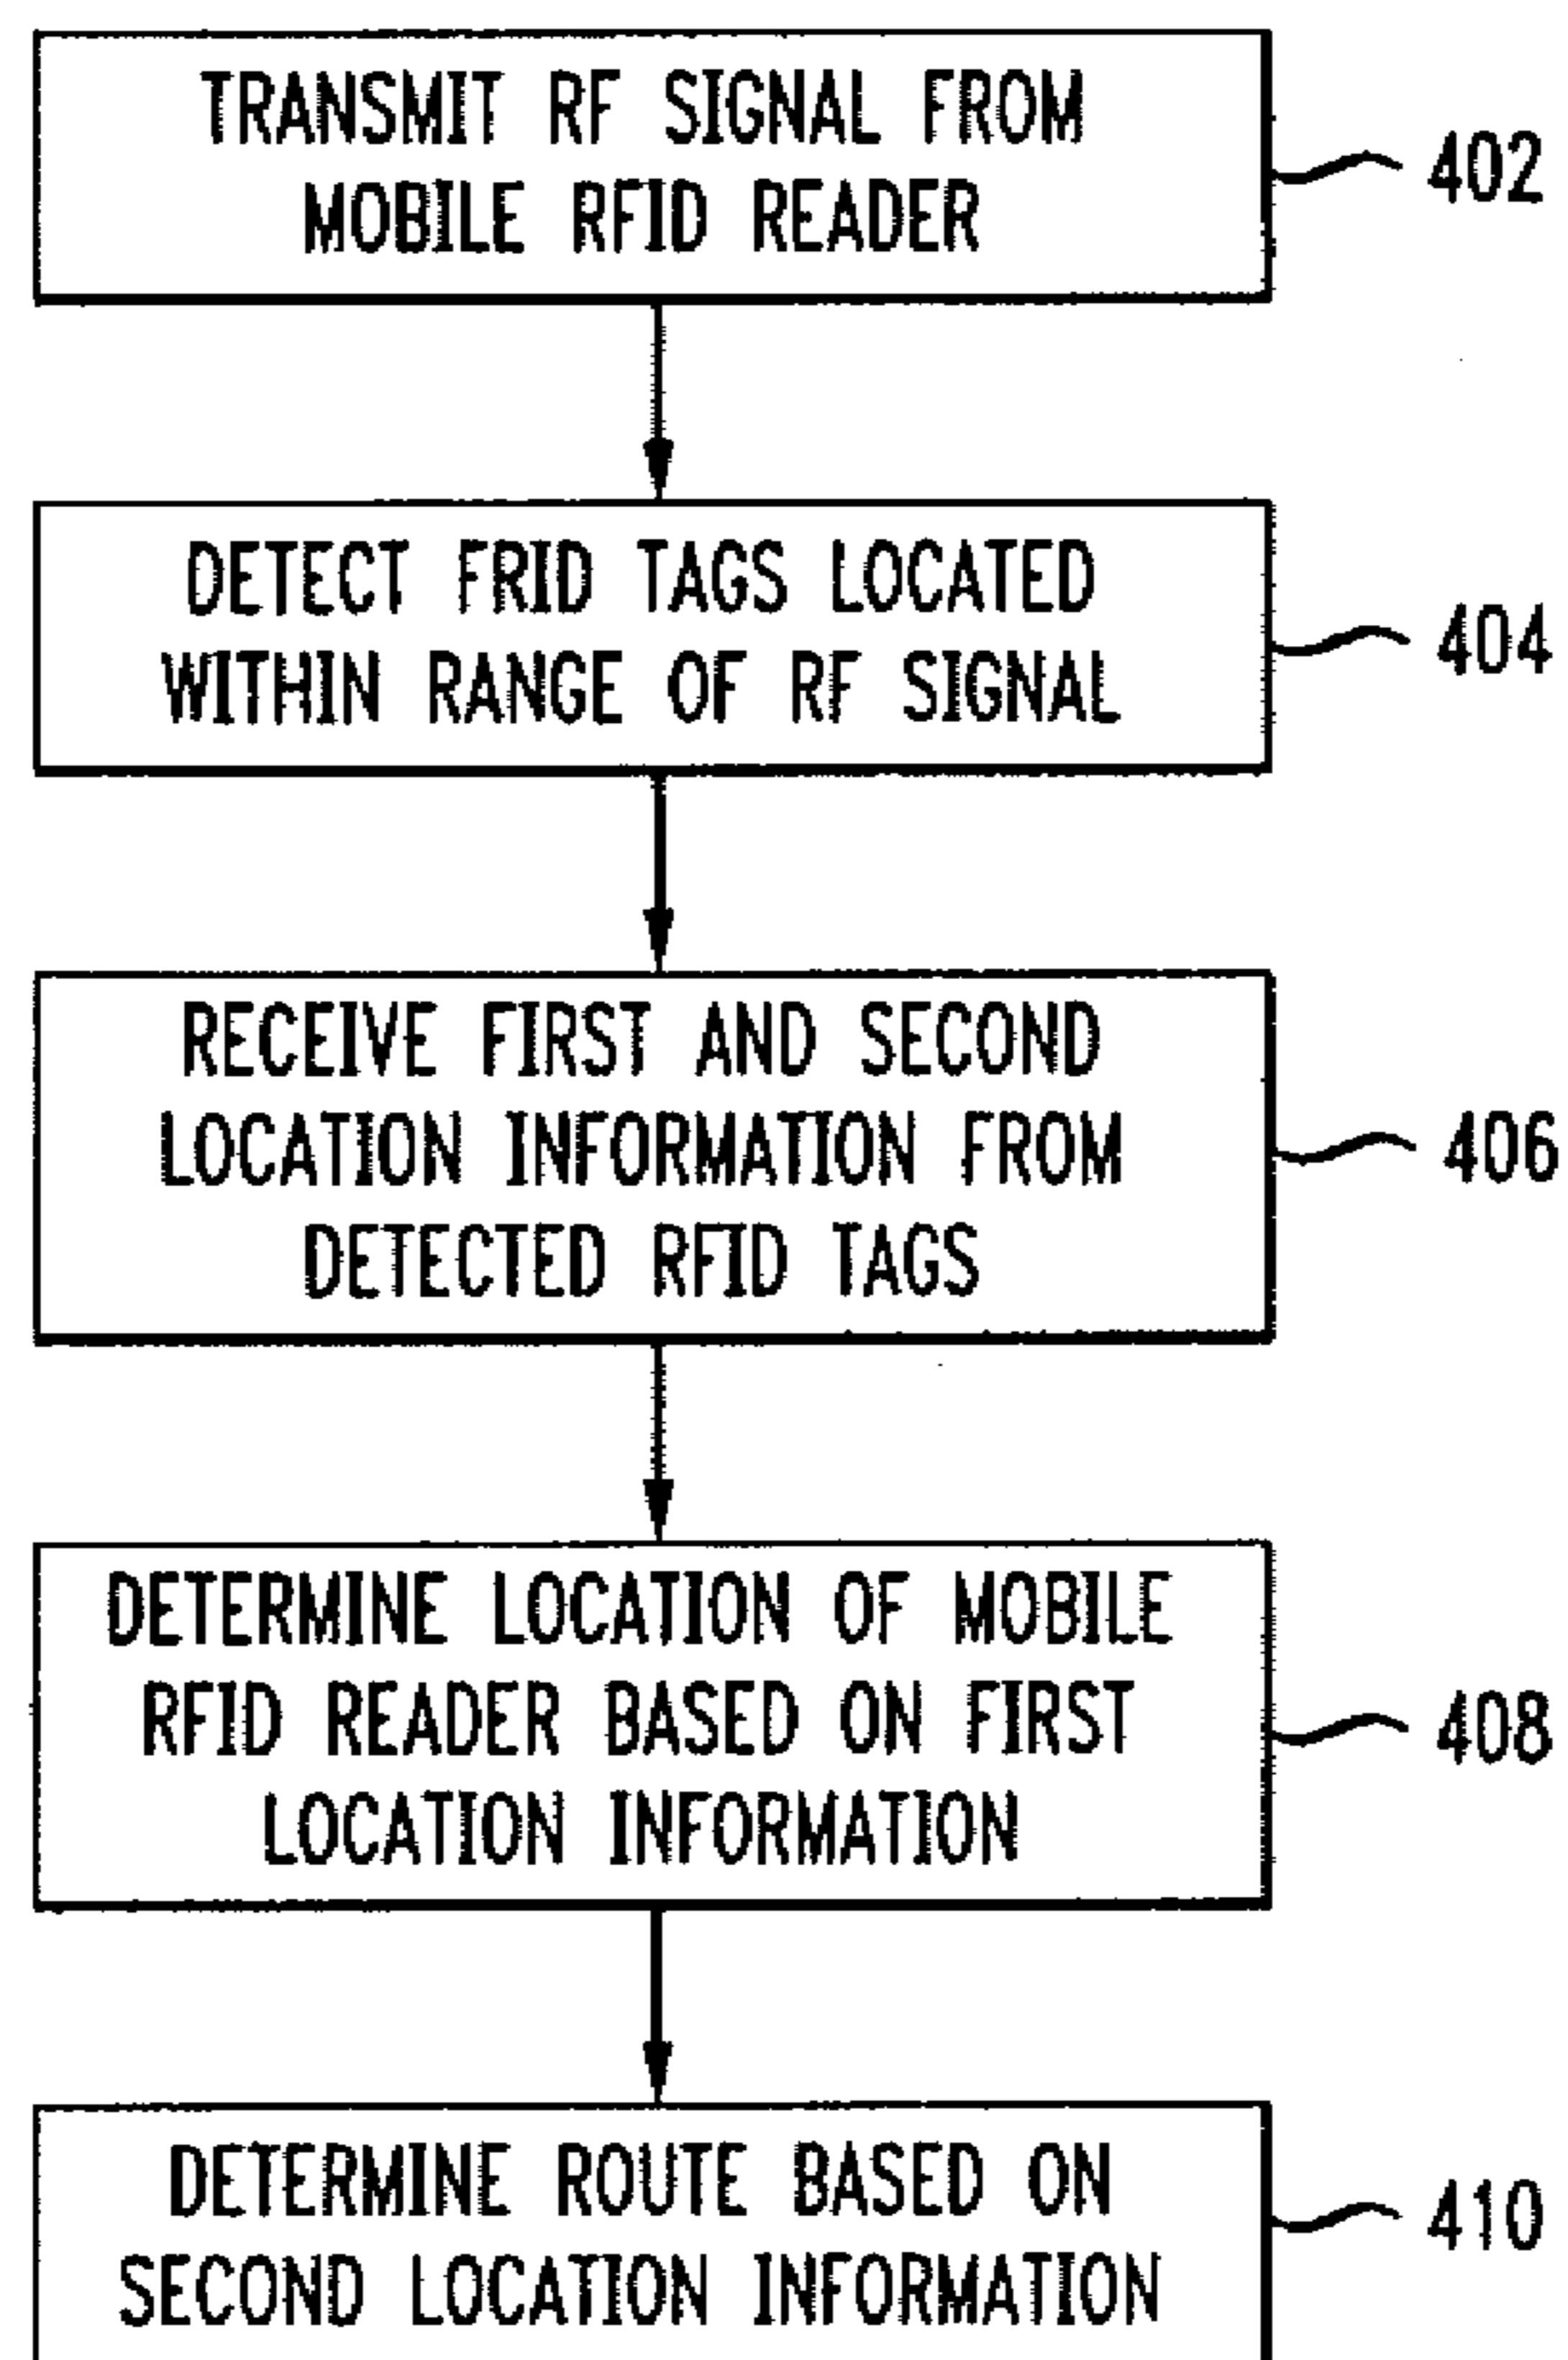 TRANSMIT RF SIGNAL FROM
MOBILE RFID READER
402
DETECT FRID TAGS LOCATED
WITHIN RANGE OF RF SIGNAL
404
RECEIVE FIRST AND SECOND
LOCATION INFORMATION FROM
DETECTED RFID TAGS
406
DETERMINE LOCATION OF MOBILE
RFID READER BASED ON FIRST
LOCATION INFORMATION
408
DETERMINE ROUTE BASED ON
SECOND LOCATION INFORMATION
410